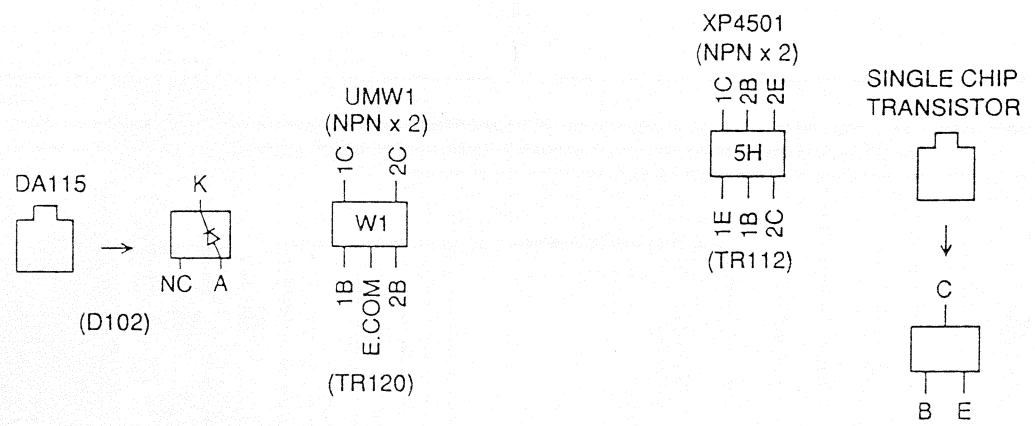 DA115
K
NC A
(D102)
UMW1
(NPN x 2)
1C 2C
W1
1B E.COM 2B
(TR120)
XP4501
(NPN x 2)
1C 2B 2E
5H
1E 1B 2C
(TR112)
SINGLE CHIP
TRANSISTOR
C
B E